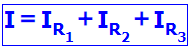 I = I_{R_1} + I_{R_2} + I_{R_3}